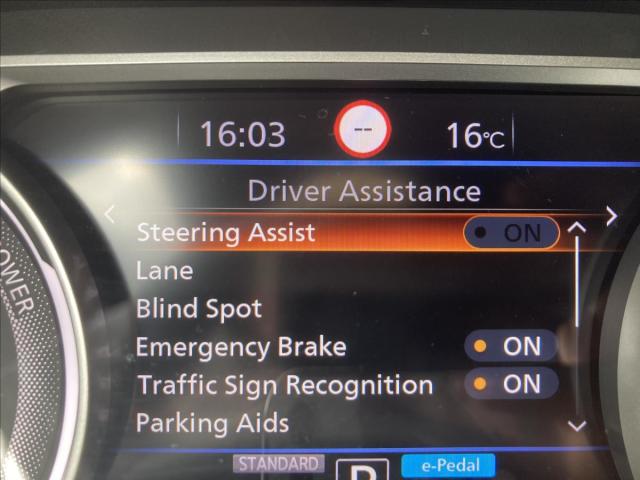 16:03 -- 16°C
Driver Assistance
Steering Assist ON
Lane
Blind Spot
Emergency Brake ON
Traffic Sign Recognition ON
Parking Aids
STANDARD e-Pedal